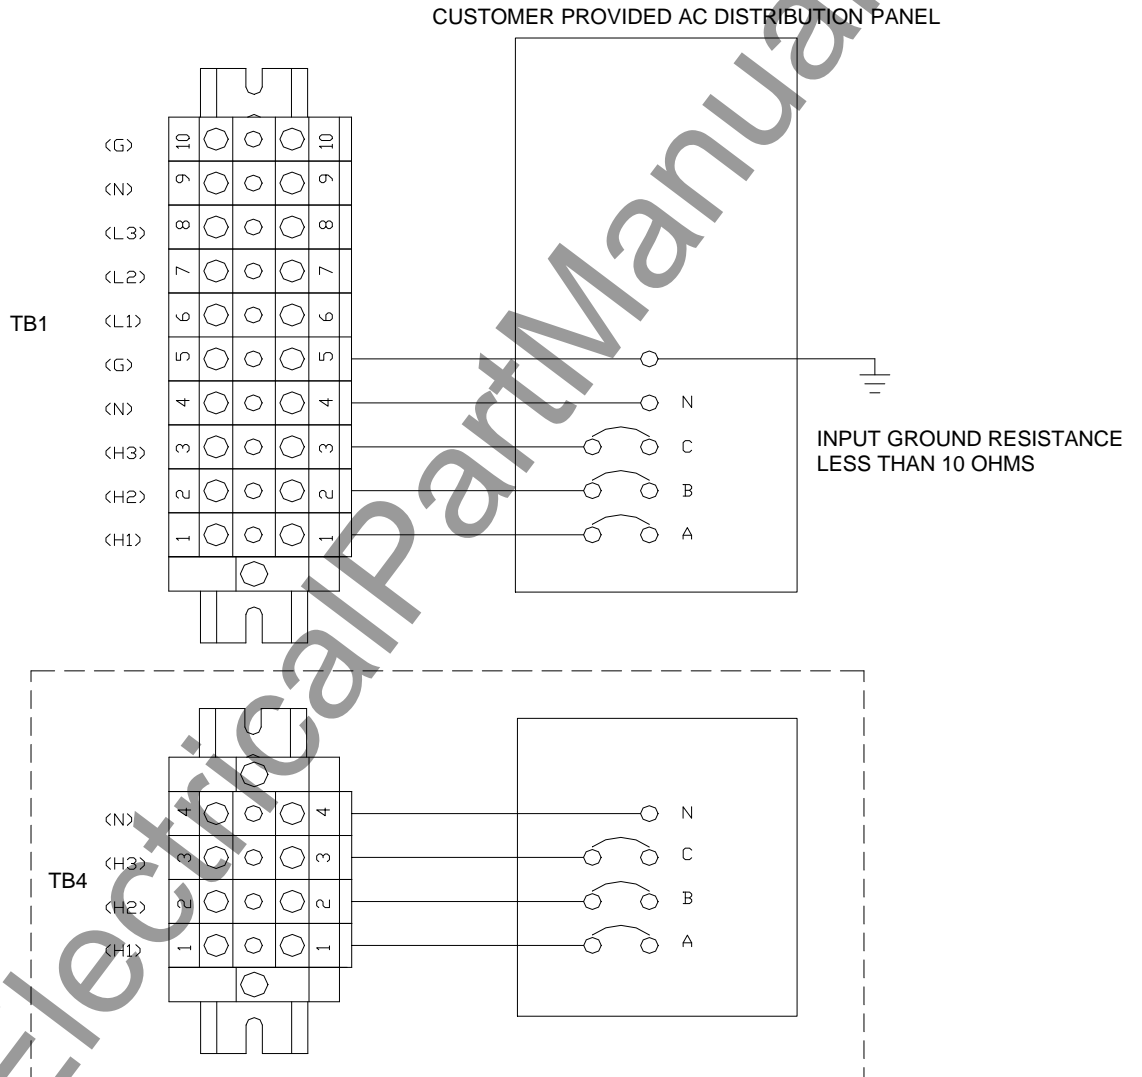 CUSTOMER PROVIDED AC DISTRIBUTION PANEL
(G) 10 10
(N) 9 9
(L3) 8 8
(L2) 7 7
TB1
(L1) 6 6
(G) 5 5
(N) 4 4 N
(H3) 3 3 C
(H2) 2 2 B
(H1) 1 1 A
INPUT GROUND RESISTANCE
LESS THAN 10 OHMS
TB4
(N) 4 4 N
(H3) 3 3 C
(H2) 2 2 B
(H1) 1 1 A
ElectricalPartManual